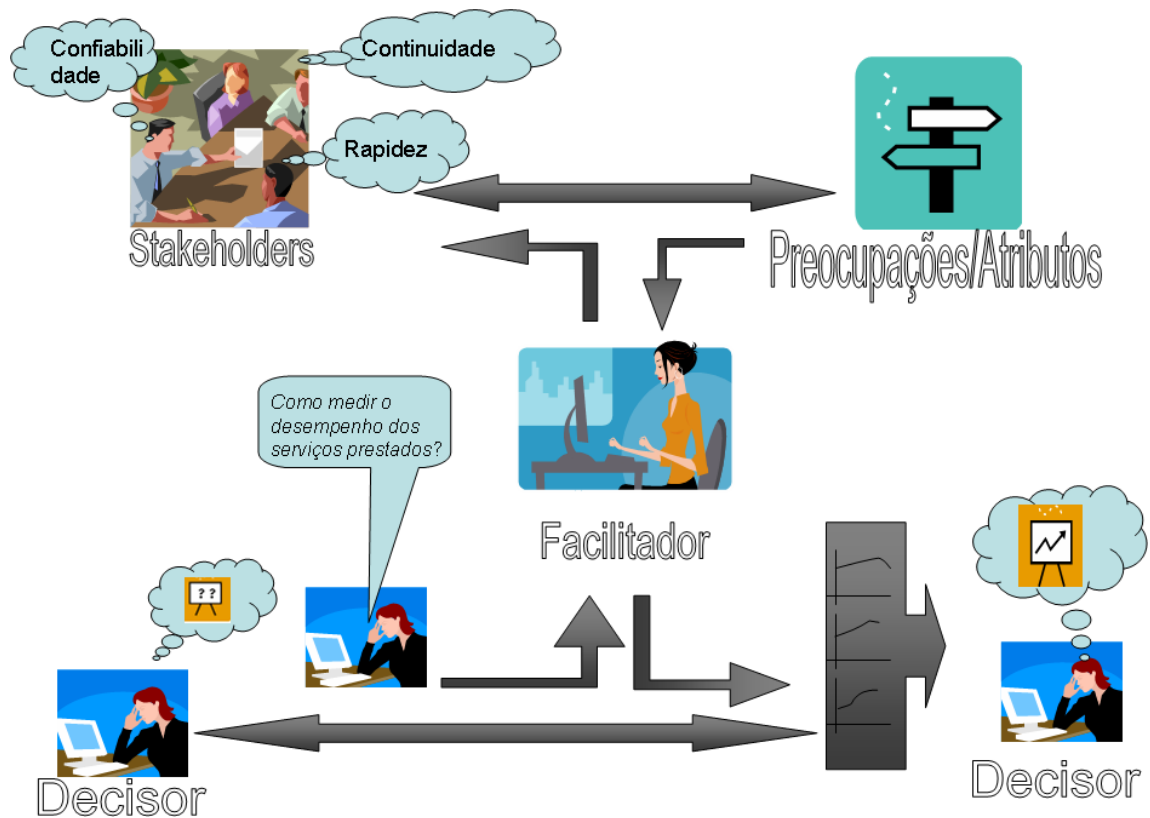 Confiabili
dade
Continuidade
Rapidez
Stakeholders
Preocupações/Atributos
Como medir o
desempenho dos
serviços prestados?
Facilitador
? ?
Decisor
Decisor